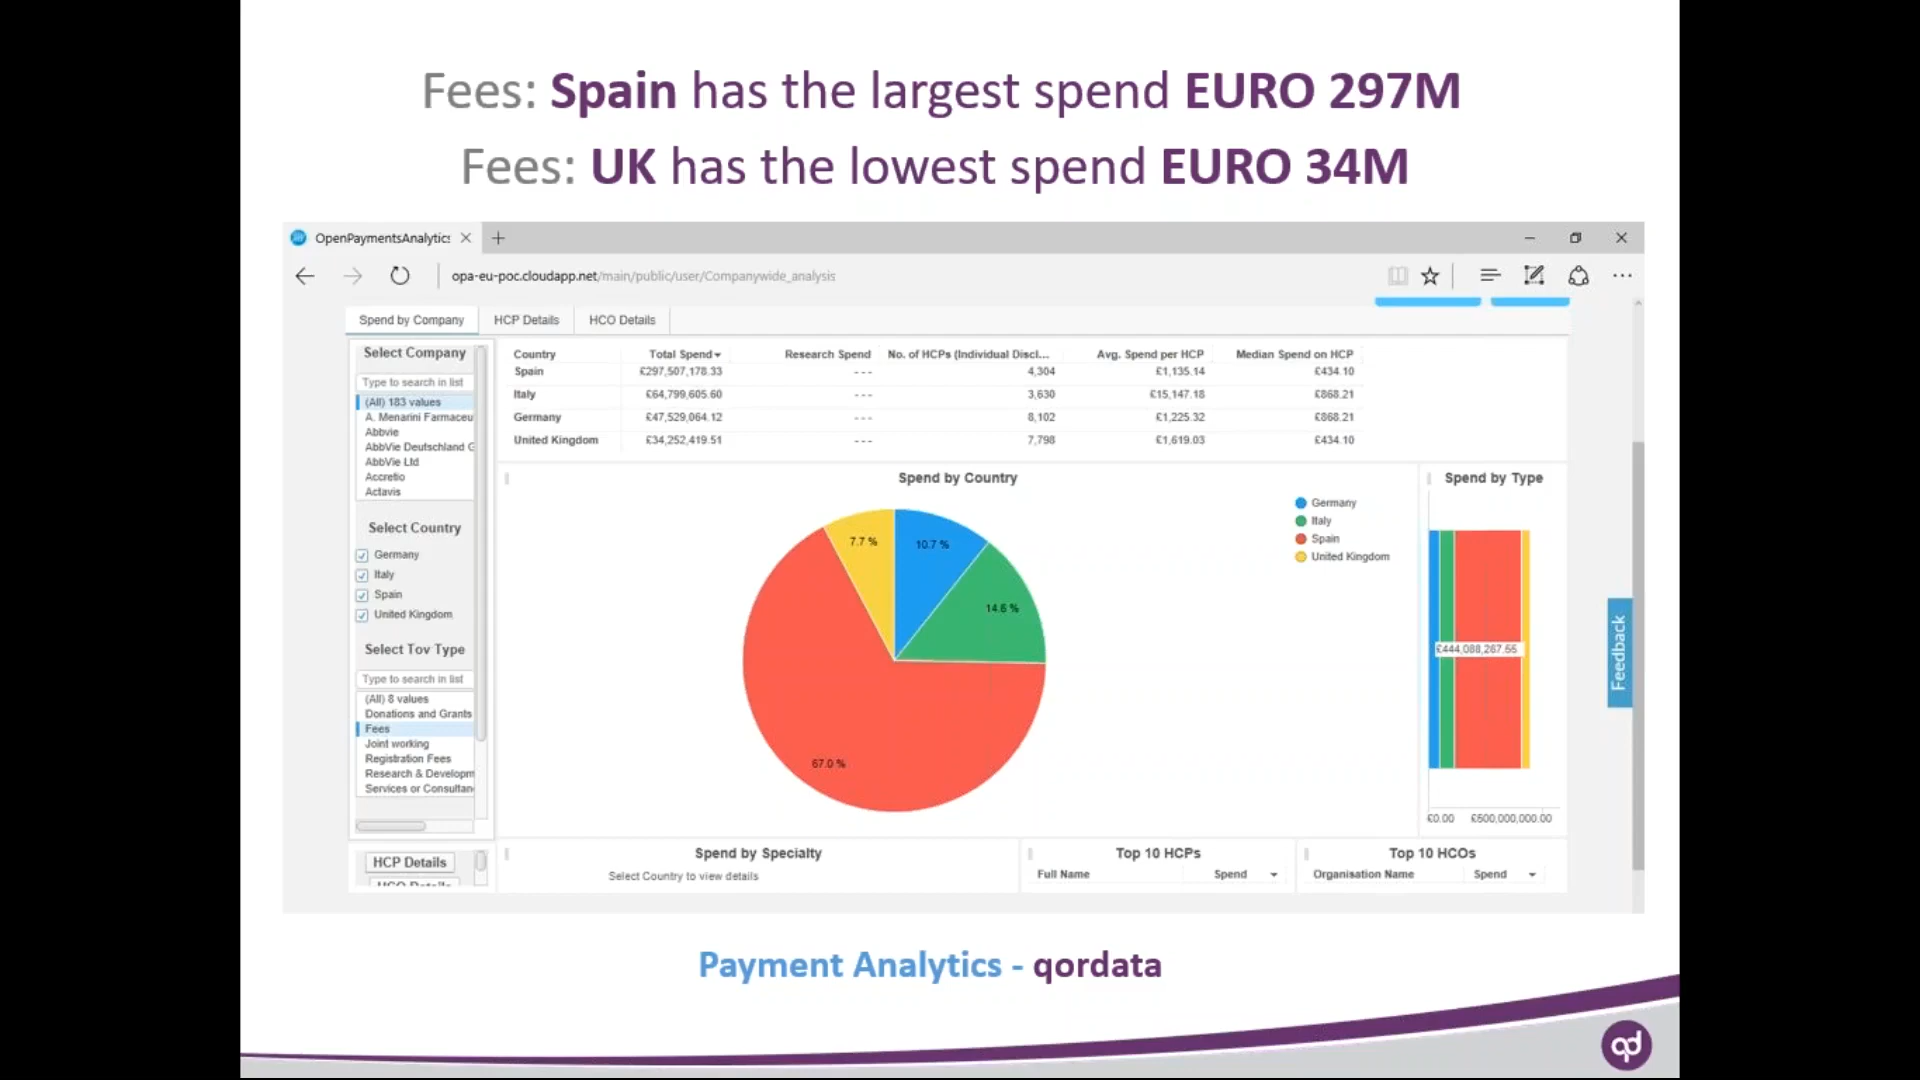 Fees: Spain has the largest spend EURO 297M
Fees: UK has the lowest spend EURO 34M
OpenPaymentsAnalytics
opa-eu-poc.cloudapp.net/main/public/user/Companywide_analysis
Spend by Company HCP Details HCO Details
Select Company
Type to search in list
(All) 183 values
A. Menarini Farmaceu
Abbvie
AbbVie Deutschland G
AbbVie Ltd
Accretio
Actavis
Select Country
Germany
Italy
Spain
United Kingdom
Select Tov Type
Type to search in list
(All) 8 values
Donations and Grants
Fees
Joint working
Registration Fees
Research & Developm
Services or Consultan
HCP Details
HCO Details
Country Total Spend Research Spend No. of HCPs (Individual Discl... Avg. Spend per HCP Median Spend on HCP
Spain £297,507,178.33 --- 4,304 £1,135.14 £434.10
Italy £64,799,605.60 --- 3,630 £15,147.18 £868.21
Germany £47,529,064.12 --- 8,102 £1,225.32 £868.21
United Kingdom £34,252,419.51 --- 7,798 £1,619.03 £434.10
Spend by Country
Germany
Italy
Spain
United Kingdom
7.7 %
10.7 %
14.6 %
67.0 %
Spend by Type
£444,088,267.55
£0.00 £500,000,000.00
Feedback
Spend by Specialty
Select Country to view details
Top 10 HCPs
Full Name Spend
Top 10 HCOs
Organisation Name Spend
Payment Analytics - qordata
qd